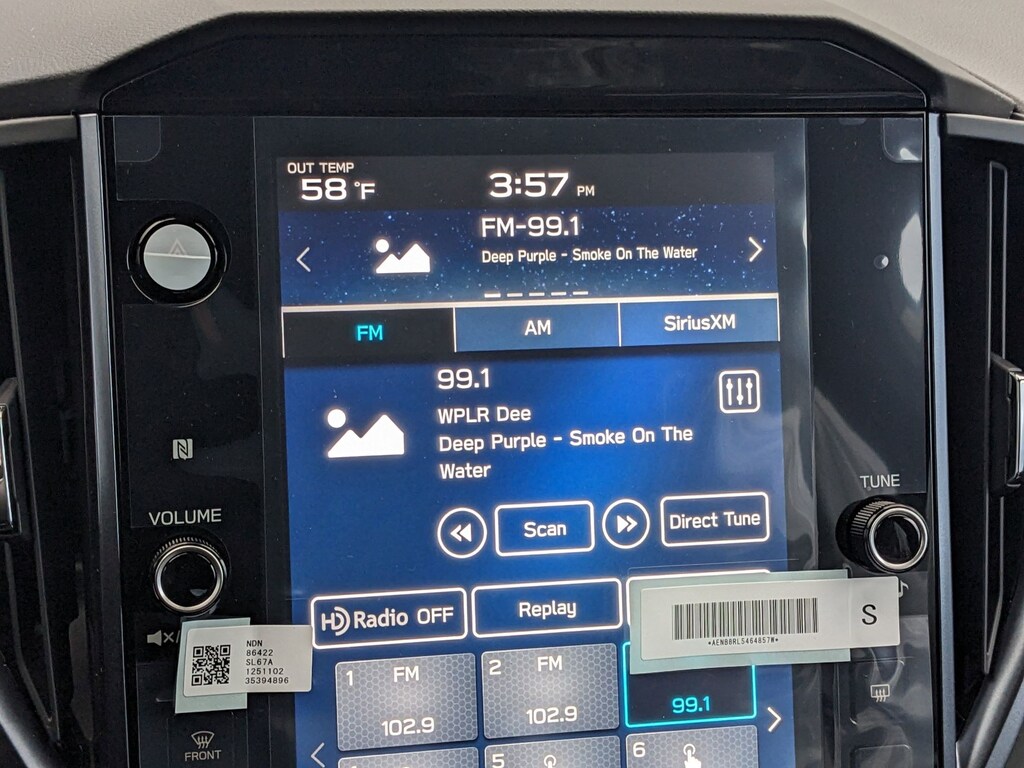 OUT TEMP
58 °F
3:57 PM
FM-99.1
Deep Purple - Smoke On The Water
FM
AM
SiriusXM
99.1
WPLR Dee
Deep Purple - Smoke On The
Water
VOLUME
TUNE
Scan
Direct Tune
HD Radio OFF
Replay
S
NDN
86422
SL67A
1251102
35394896
1 FM
102.9
2 FM
102.9
99.1
FRONT
5
6